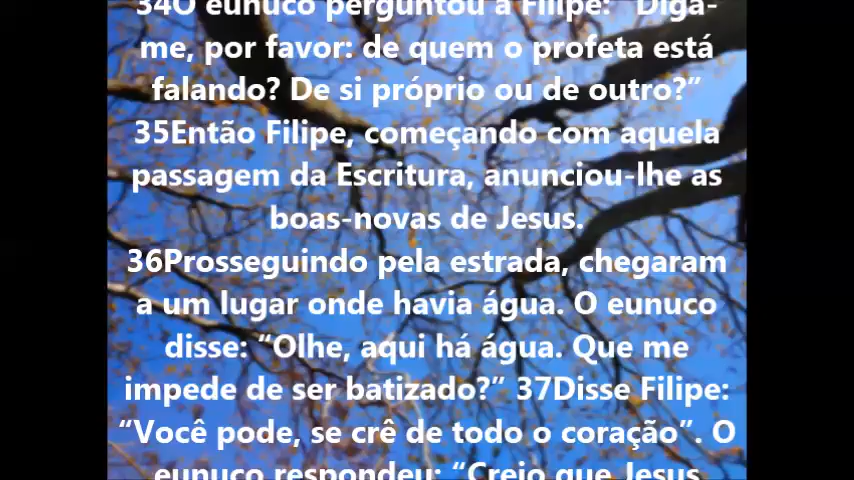 34O eunuco perguntou a Filipe: “Diga-
me, por favor: de quem o profeta está
falando? De si próprio ou de outro?”
35Então Filipe, começando com aquela
passagem da Escritura, anunciou-lhe as
boas-novas de Jesus.
36Prosseguindo pela estrada, chegaram
a um lugar onde havia água. O eunuco
disse: “Olhe, aqui há água. Que me
impede de ser batizado?” 37Disse Filipe:
“Você pode, se crê de todo o coração”. O
eunuco respondeu: “Creio que Jesus